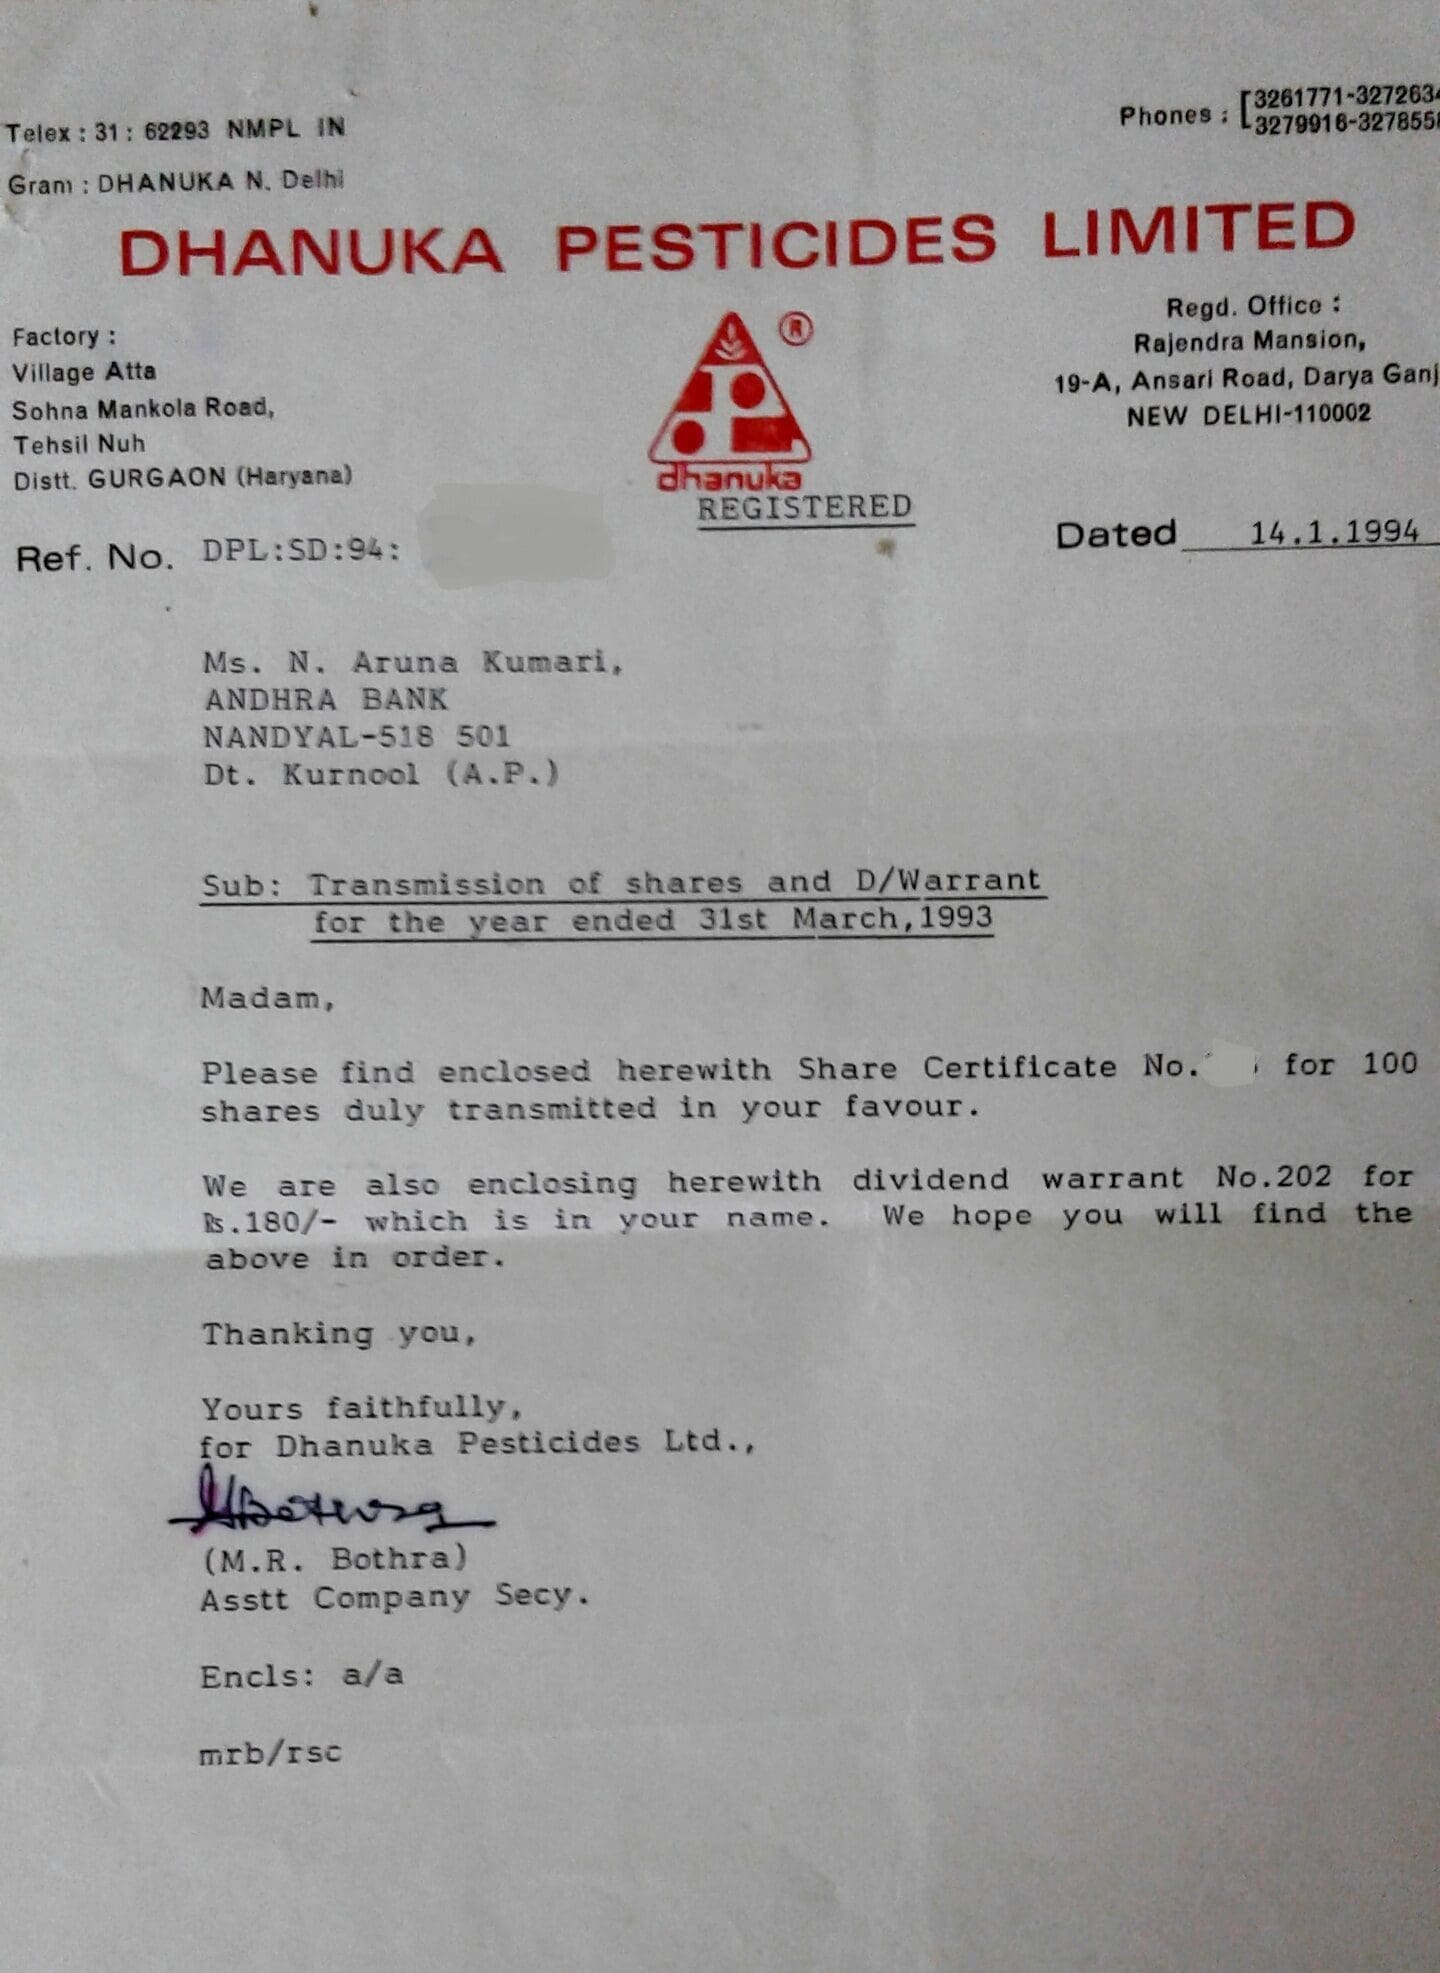 Telex : 31 : 62293 NMPL IN
Gram : DHANUKA N. Delhi
Phones : 3261771-3272634
3279916-327855
DHANUKA PESTICIDES LIMITED
Factory :
Village Atta
Sohna Mankola Road,
Tehsil Nuh
Distt. GURGAON (Haryana)
®
dhanuka
Regd. Office :
Rajendra Mansion,
19-A, Ansari Road, Darya Ganj
NEW DELHI-110002
REGISTERED
Ref. No. DPL:SD:94:
Dated 14.1.1994
Ms. N. Aruna Kumari,
ANDHRA BANK
NANDYAL-518 501
Dt. Kurnool (A.P.)
Sub: Transmission of shares and D/Warrant
for the year ended 31st March,1993
Madam,
Please find enclosed herewith Share Certificate No. for 100
shares duly transmitted in your favour.
We are also enclosing herewith dividend warrant No.202 for
Rs.180/- which is in your name. We hope you will find the
above in order.
Thanking you,
Yours faithfully,
for Dhanuka Pesticides Ltd.,
(M.R. Bothra)
Asstt Company Secy.
Encls: a/a
mrb/rsc